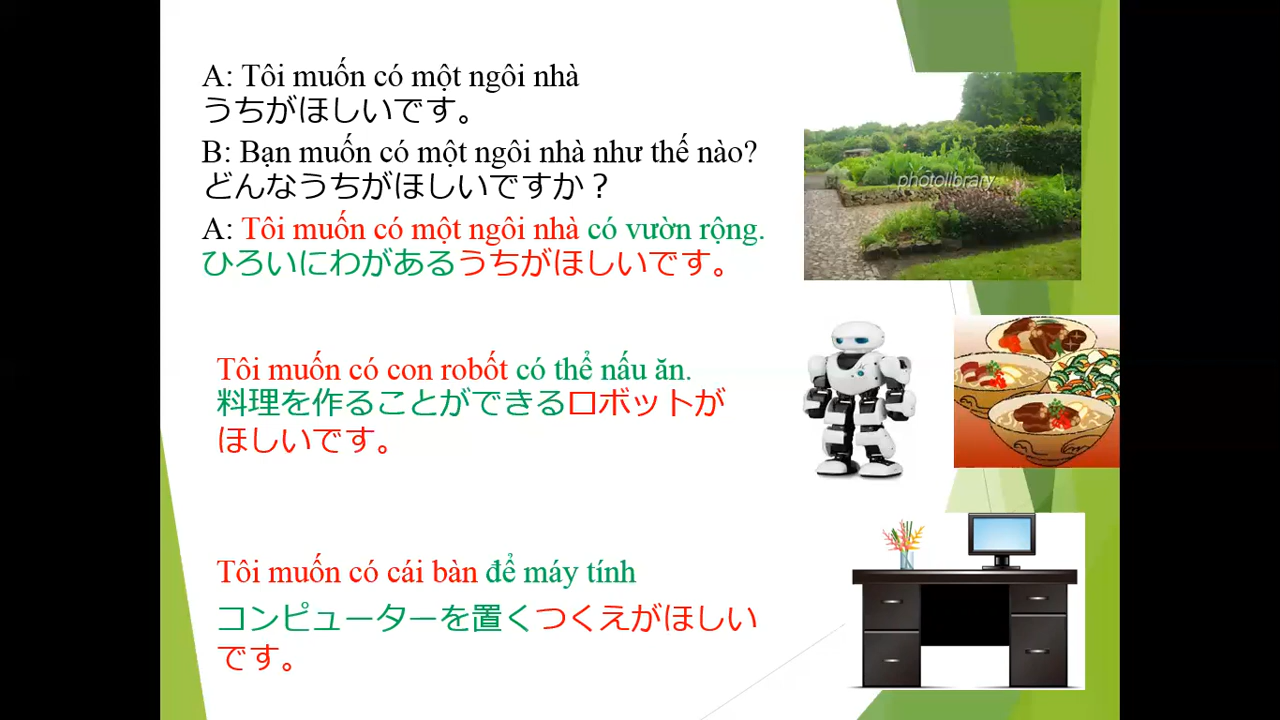 A: Tôi muốn có một ngôi nhà
うちがほしいです。
B: Bạn muốn có một ngôi nhà như thế nào?
どんなうちがほしいですか？
A: Tôi muốn có một ngôi nhà có vườn rộng.
ひろいにわがあるうちがほしいです。
photolibrary
Tôi muốn có con robốt có thể nấu ăn.
料理を作ることができるロボットが
ほしいです。
Tôi muốn có cái bàn để máy tính
コンピューターを置くつくえがほしい
です。